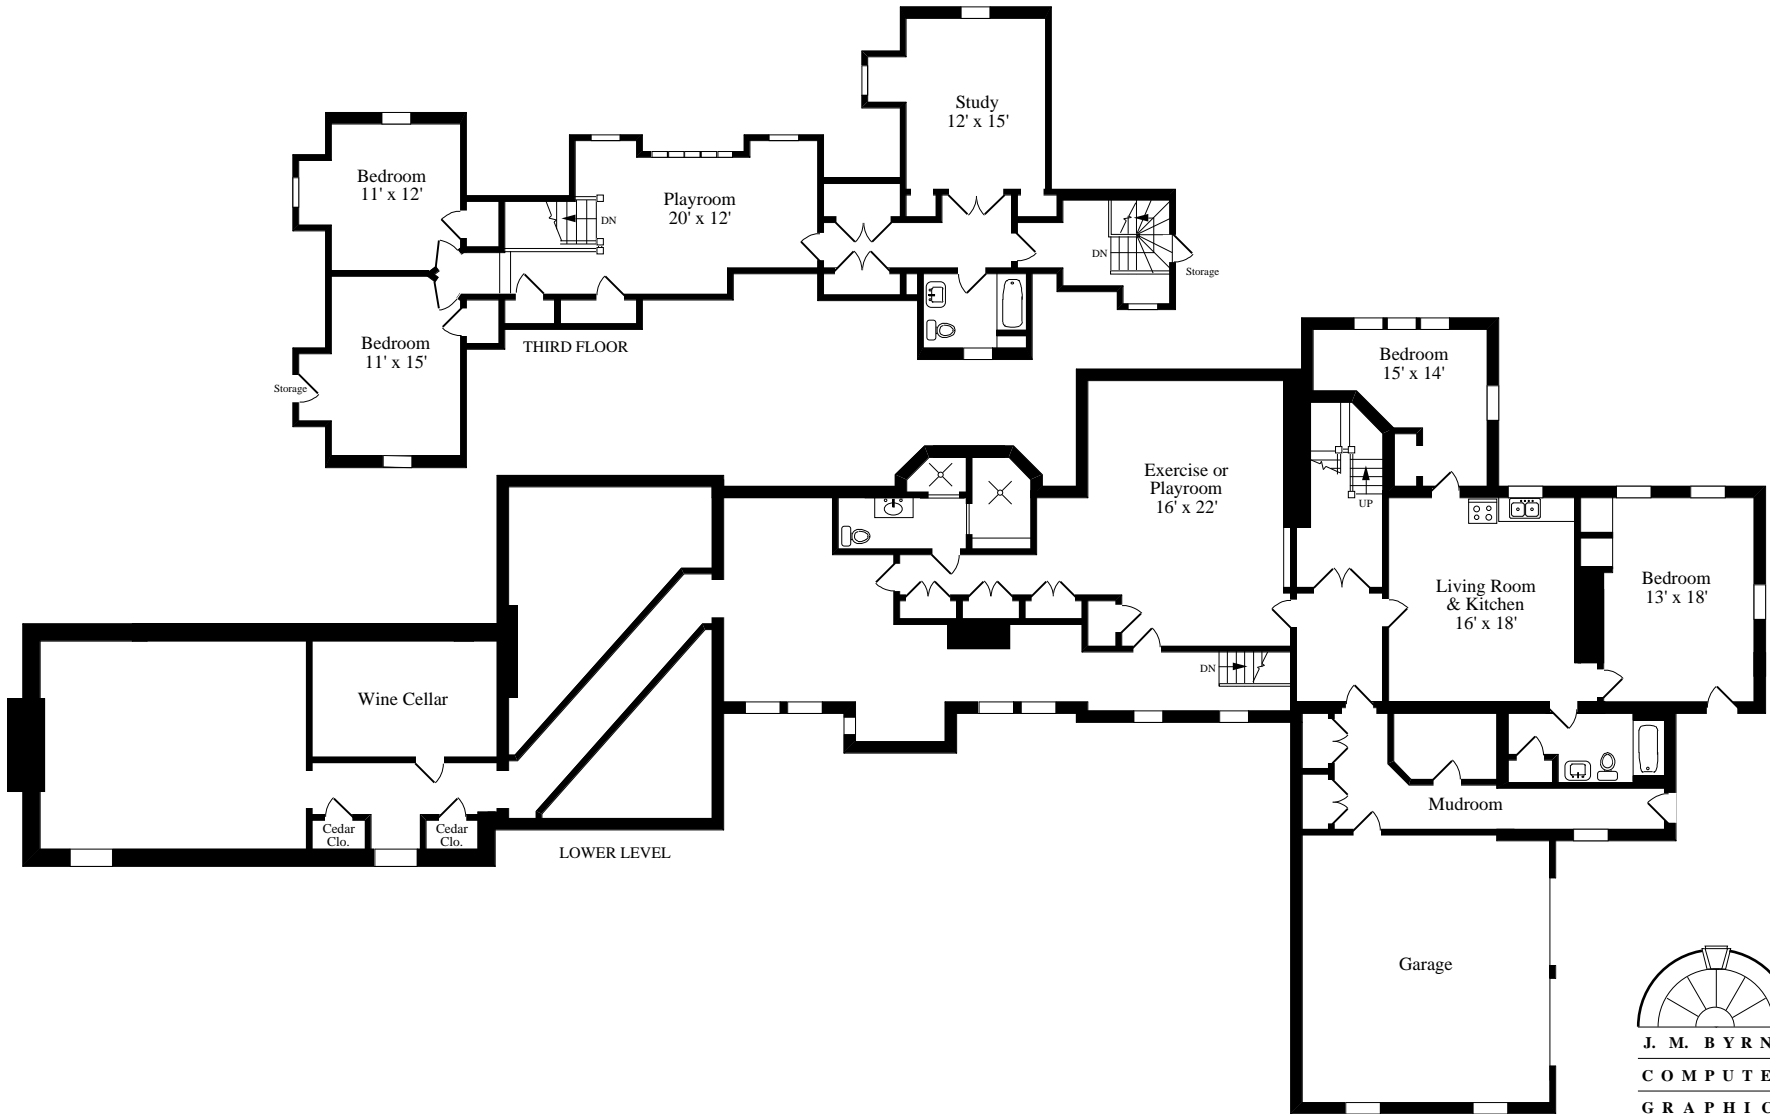 Study
12' x 15'
Bedroom
11' x 12'
Playroom
20' x 12'
DN
DN
Storage
Bedroom
11' x 15'
Storage
THIRD FLOOR
Bedroom
15' x 14'
Exercise or
Playroom
16' x 22'
UP
Living Room
& Kitchen
16' x 18'
Bedroom
13' x 18'
DN
Wine Cellar
Mudroom
Cedar
Clo.
Cedar
Clo.
LOWER LEVEL
Garage
J. M. BYRN
COMPUTE
GRAPHIC